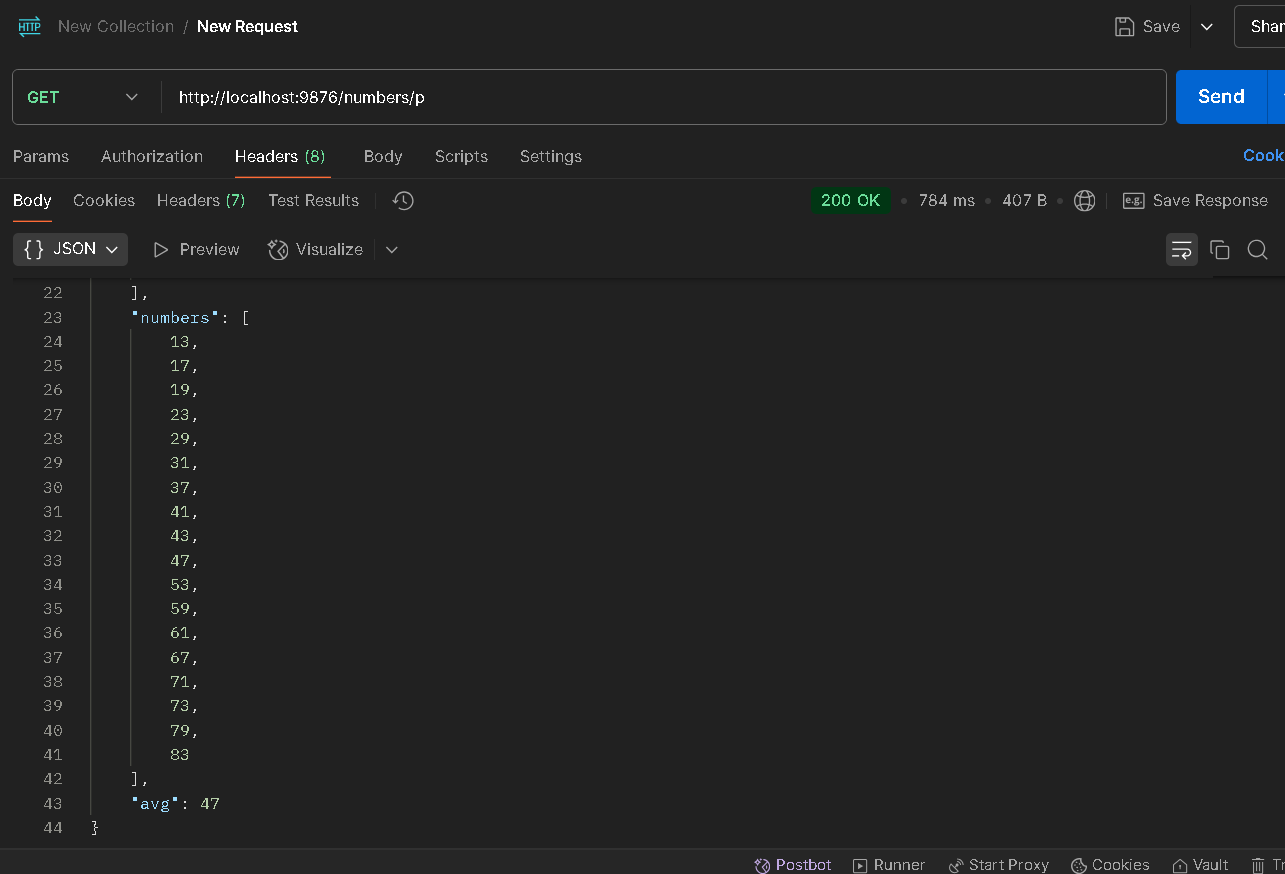 HTTP New Collection / New Request Save Shar
GET http://localhost:9876/numbers/p Send
Params Authorization Headers (8) Body Scripts Settings Cook
Body Cookies Headers (7) Test Results 200 OK • 784 ms • 407 B • e.g. Save Response
{} JSON Preview Visualize
22 ],
23 "numbers": [
24 13,
25 17,
26 19,
27 23,
28 29,
29 31,
30 37,
31 41,
32 43,
33 47,
34 53,
35 59,
36 61,
37 67,
38 71,
39 73,
40 79,
41 83
42 ],
43 "avg": 47
44 }
Postbot Runner Start Proxy Cookies Vault Tr